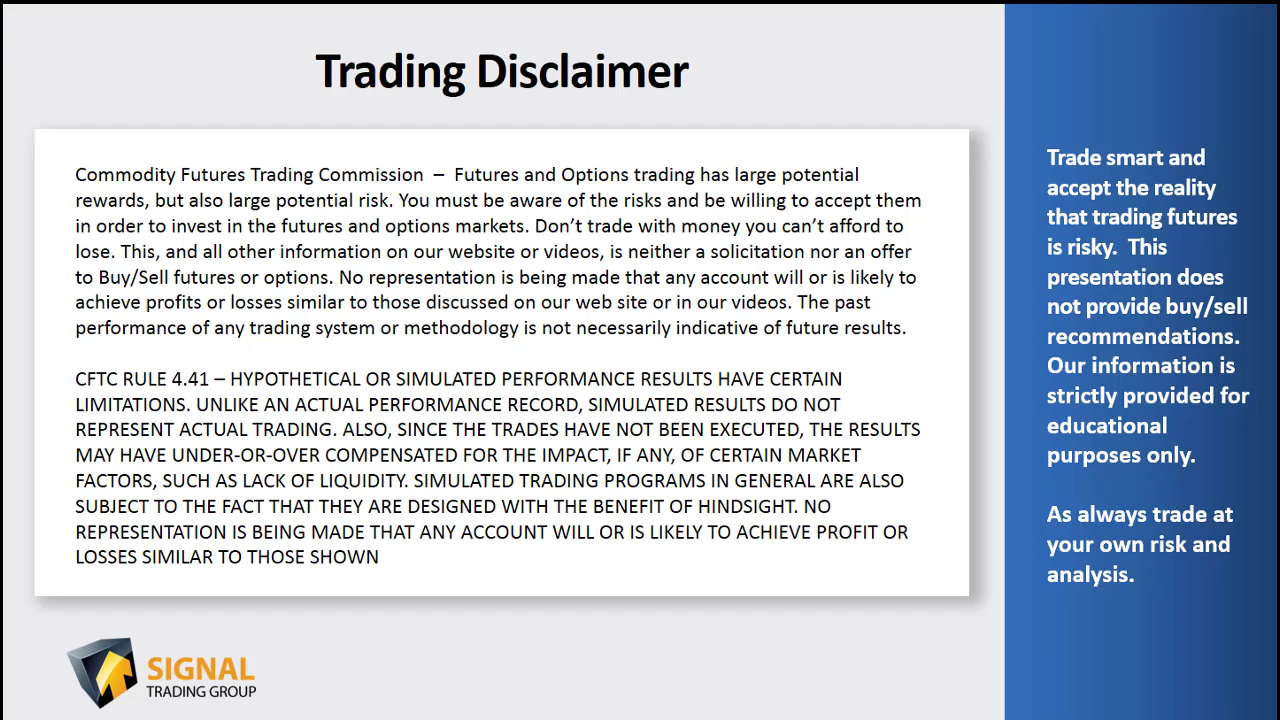 Trading Disclaimer
Commodity Futures Trading Commission – Futures and Options trading has large potential
rewards, but also large potential risk. You must be aware of the risks and be willing to accept them
in order to invest in the futures and options markets. Don’t trade with money you can’t afford to
lose. This, and all other information on our website or videos, is neither a solicitation nor an offer
to Buy/Sell futures or options. No representation is being made that any account will or is likely to
achieve profits or losses similar to those discussed on our web site or in our videos. The past
performance of any trading system or methodology is not necessarily indicative of future results.
CFTC RULE 4.41 – HYPOTHETICAL OR SIMULATED PERFORMANCE RESULTS HAVE CERTAIN
LIMITATIONS. UNLIKE AN ACTUAL PERFORMANCE RECORD, SIMULATED RESULTS DO NOT
REPRESENT ACTUAL TRADING. ALSO, SINCE THE TRADES HAVE NOT BEEN EXECUTED, THE RESULTS
MAY HAVE UNDER-OR-OVER COMPENSATED FOR THE IMPACT, IF ANY, OF CERTAIN MARKET
FACTORS, SUCH AS LACK OF LIQUIDITY. SIMULATED TRADING PROGRAMS IN GENERAL ARE ALSO
SUBJECT TO THE FACT THAT THEY ARE DESIGNED WITH THE BENEFIT OF HINDSIGHT. NO
REPRESENTATION IS BEING MADE THAT ANY ACCOUNT WILL OR IS LIKELY TO ACHIEVE PROFIT OR
LOSSES SIMILAR TO THOSE SHOWN
SIGNAL
TRADING GROUP
Trade smart and
accept the reality
that trading futures
is risky. This
presentation does
not provide buy/sell
recommendations.
Our information is
strictly provided for
educational
purposes only.
As always trade at
your own risk and
analysis.